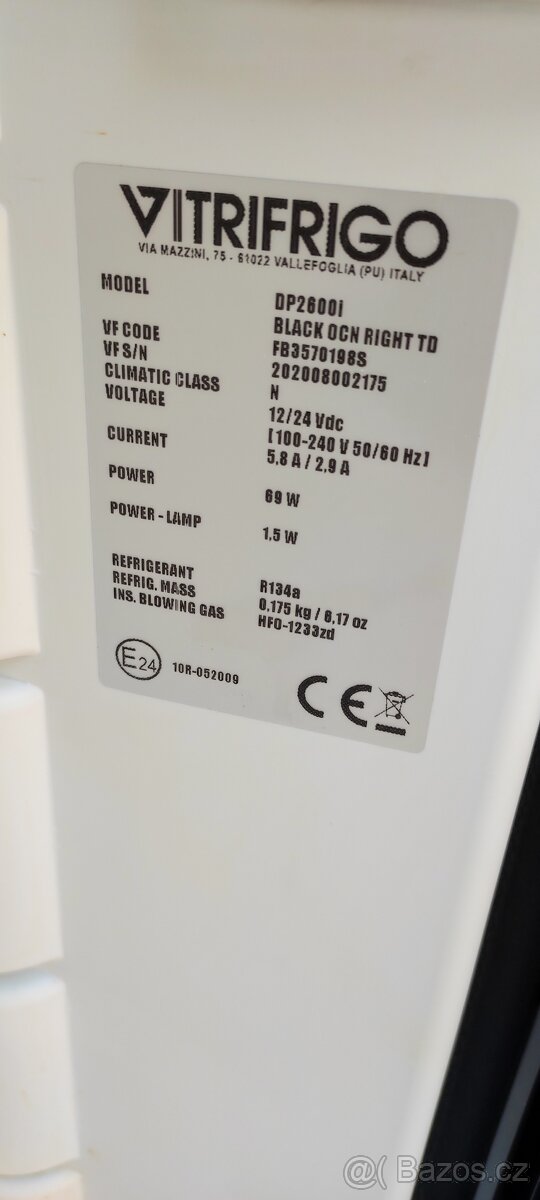 VITRIFRIGO
VIA MAZZINI, 75 - 61022 VALLEFOGLIA (PU) ITALY
MODEL DP2600i
BLACK OCN RIGHT TD
VF CODE FB3570198S
VF S/N 202008002175
CLIMATIC CLASS N
VOLTAGE 12/24 Vdc
[100-240 V 50/60 Hz]
CURRENT 5,8 A / 2,9 A
POWER 69 W
POWER - LAMP 1,5 W
REFRIGERANT R134a
REFRIG. MASS 0,175 kg / 6,17 oz
INS. BLOWING GAS HFO-1233zd
E24 10R-052009 CE
@( Bazos.cz